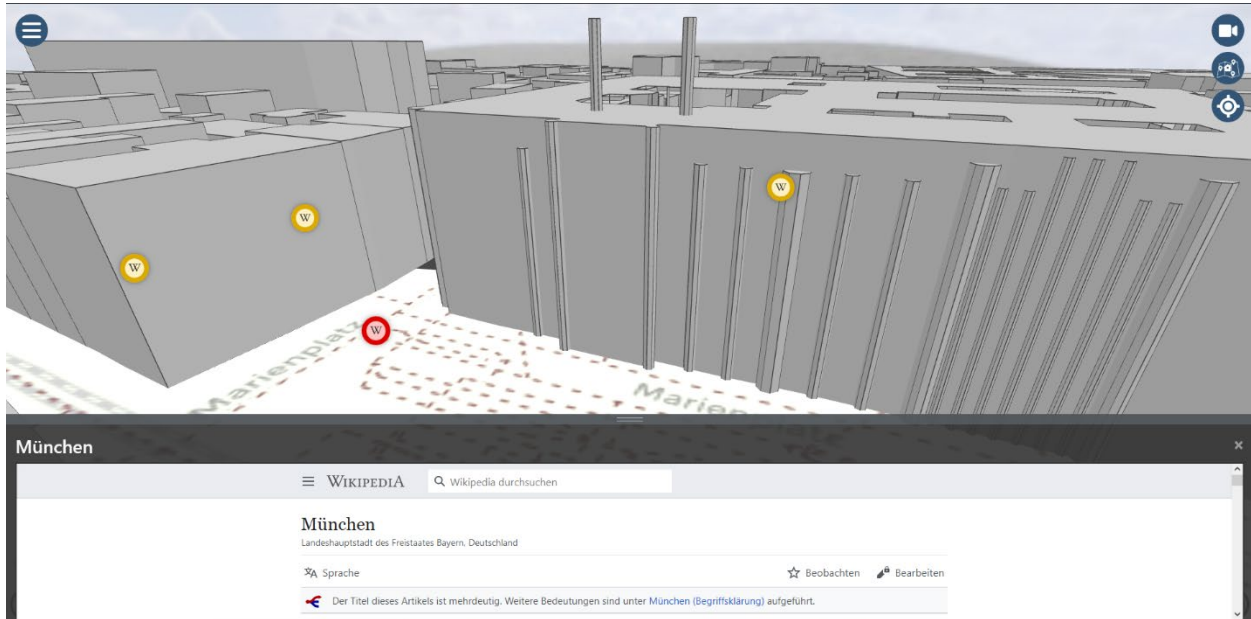 W
W
W
W
Marienplatz
Marienplatz
München
×
WIKIPEDIA
Wikipedia durchsuchen
München
Landeshauptstadt des Freistaates Bayern, Deutschland
Sprache
Beobachten
Bearbeiten
Der Titel dieses Artikels ist mehrdeutig. Weitere Bedeutungen sind unter München (Begriffsklärung) aufgeführt.